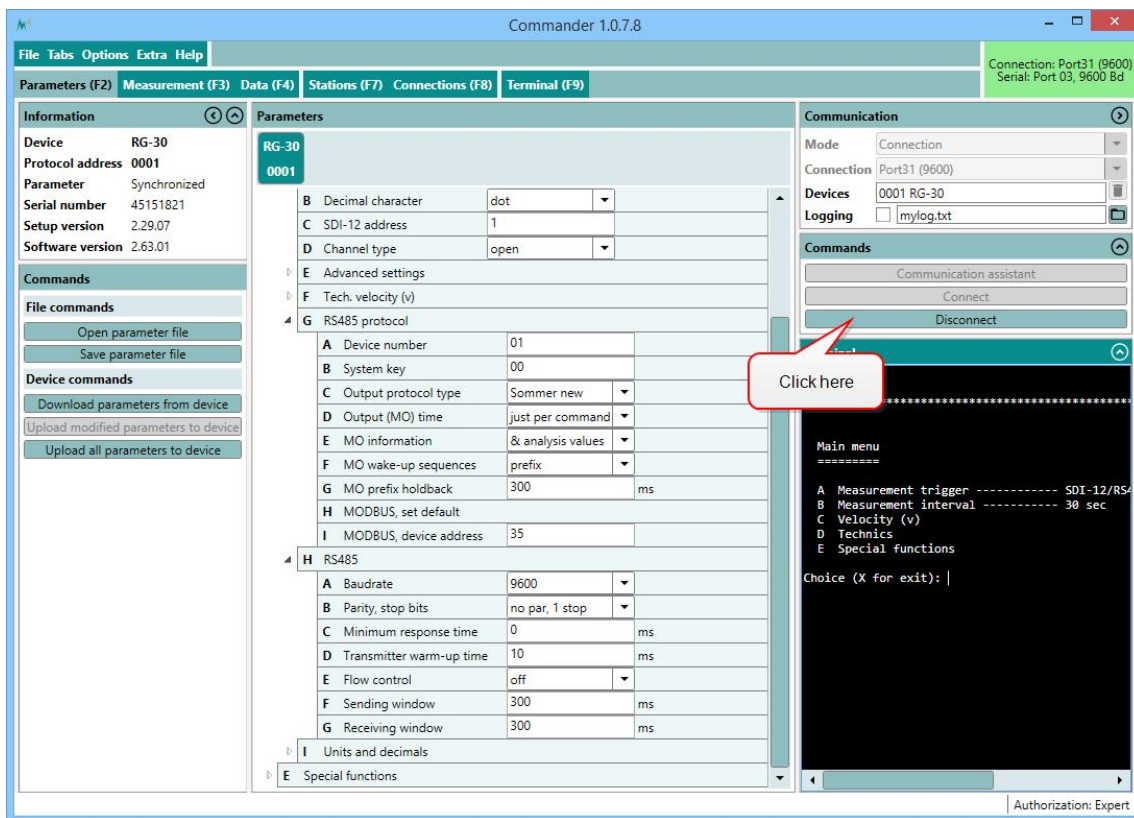 Commander 1.0.7.8
File Tabs Options Extra Help
Parameters (F2) Measurement (F3) Data (F4) Stations (F7) Connections (F8) Terminal (F9)
Connection: Port31 (9600)
Serial: Port 03, 9600 Bd
Information
Device RG-30
Protocol address 0001
Parameter Synchronized
Serial number 45151821
Setup version 2.29.07
Software version 2.63.01
Commands
File commands
Open parameter file
Save parameter file
Device commands
Download parameters from device
Upload modified parameters to device
Upload all parameters to device
Parameters
RG-30
0001
B Decimal character dot
C SDI-12 address 1
D Channel type open
E Advanced settings
F Tech. velocity (v)
G RS485 protocol
A Device number 01
B System key 00
C Output protocol type Sommer new
D Output (MO) time just per command
E MO information & analysis values
F MO wake-up sequences prefix
G MO prefix holdback 300 ms
H MODBUS, set default
I MODBUS, device address 35
H RS485
A Baudrate 9600
B Parity, stop bits no par, 1 stop
C Minimum response time 0 ms
D Transmitter warm-up time 10 ms
E Flow control off
F Sending window 300 ms
G Receiving window 300 ms
I Units and decimals
E Special functions
Communication
Mode Connection
Connection Port31 (9600)
Devices 0001 RG-30
Logging mylog.txt
Commands
Communication assistant
Connect
Disconnect
Click here
Main menu
=========
A Measurement trigger ------------ SDI-12/RS4
B Measurement interval ----------- 30 sec
C Velocity (v)
D Technics
E Special functions
Choice (X for exit):
Authorization: Expert